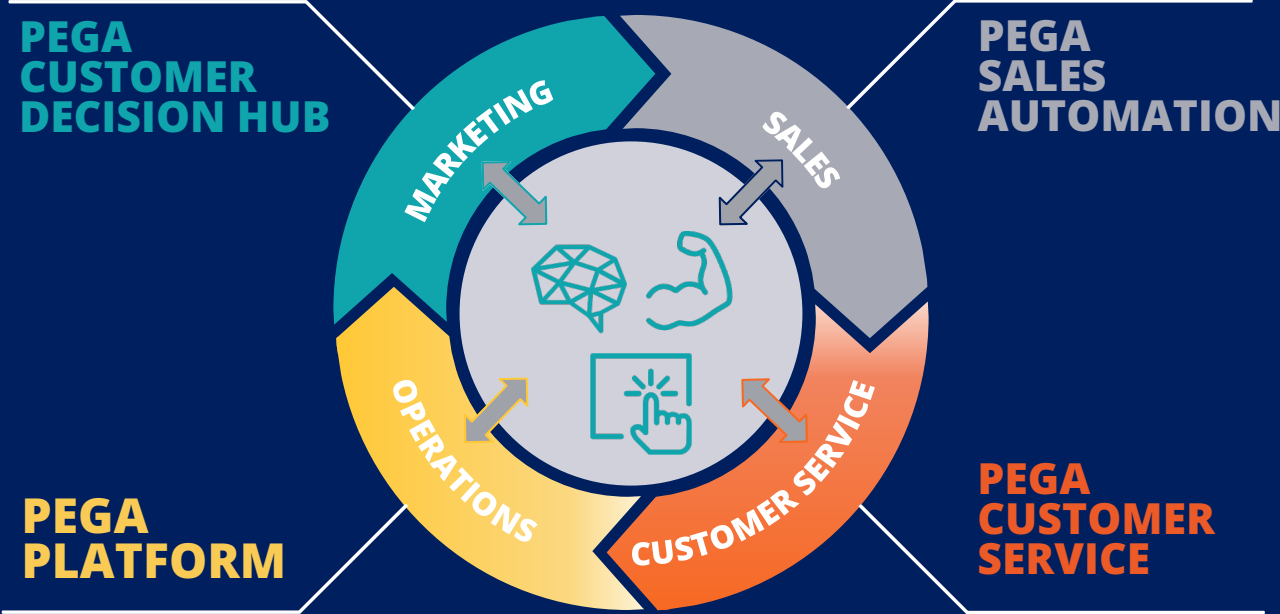 PEGA
CUSTOMER
DECISION HUB
PEGA
SALES
AUTOMATION
MARKETING
SALES
OPERATIONS
CUSTOMER SERVICE
PEGA
PLATFORM
PEGA
CUSTOMER
SERVICE